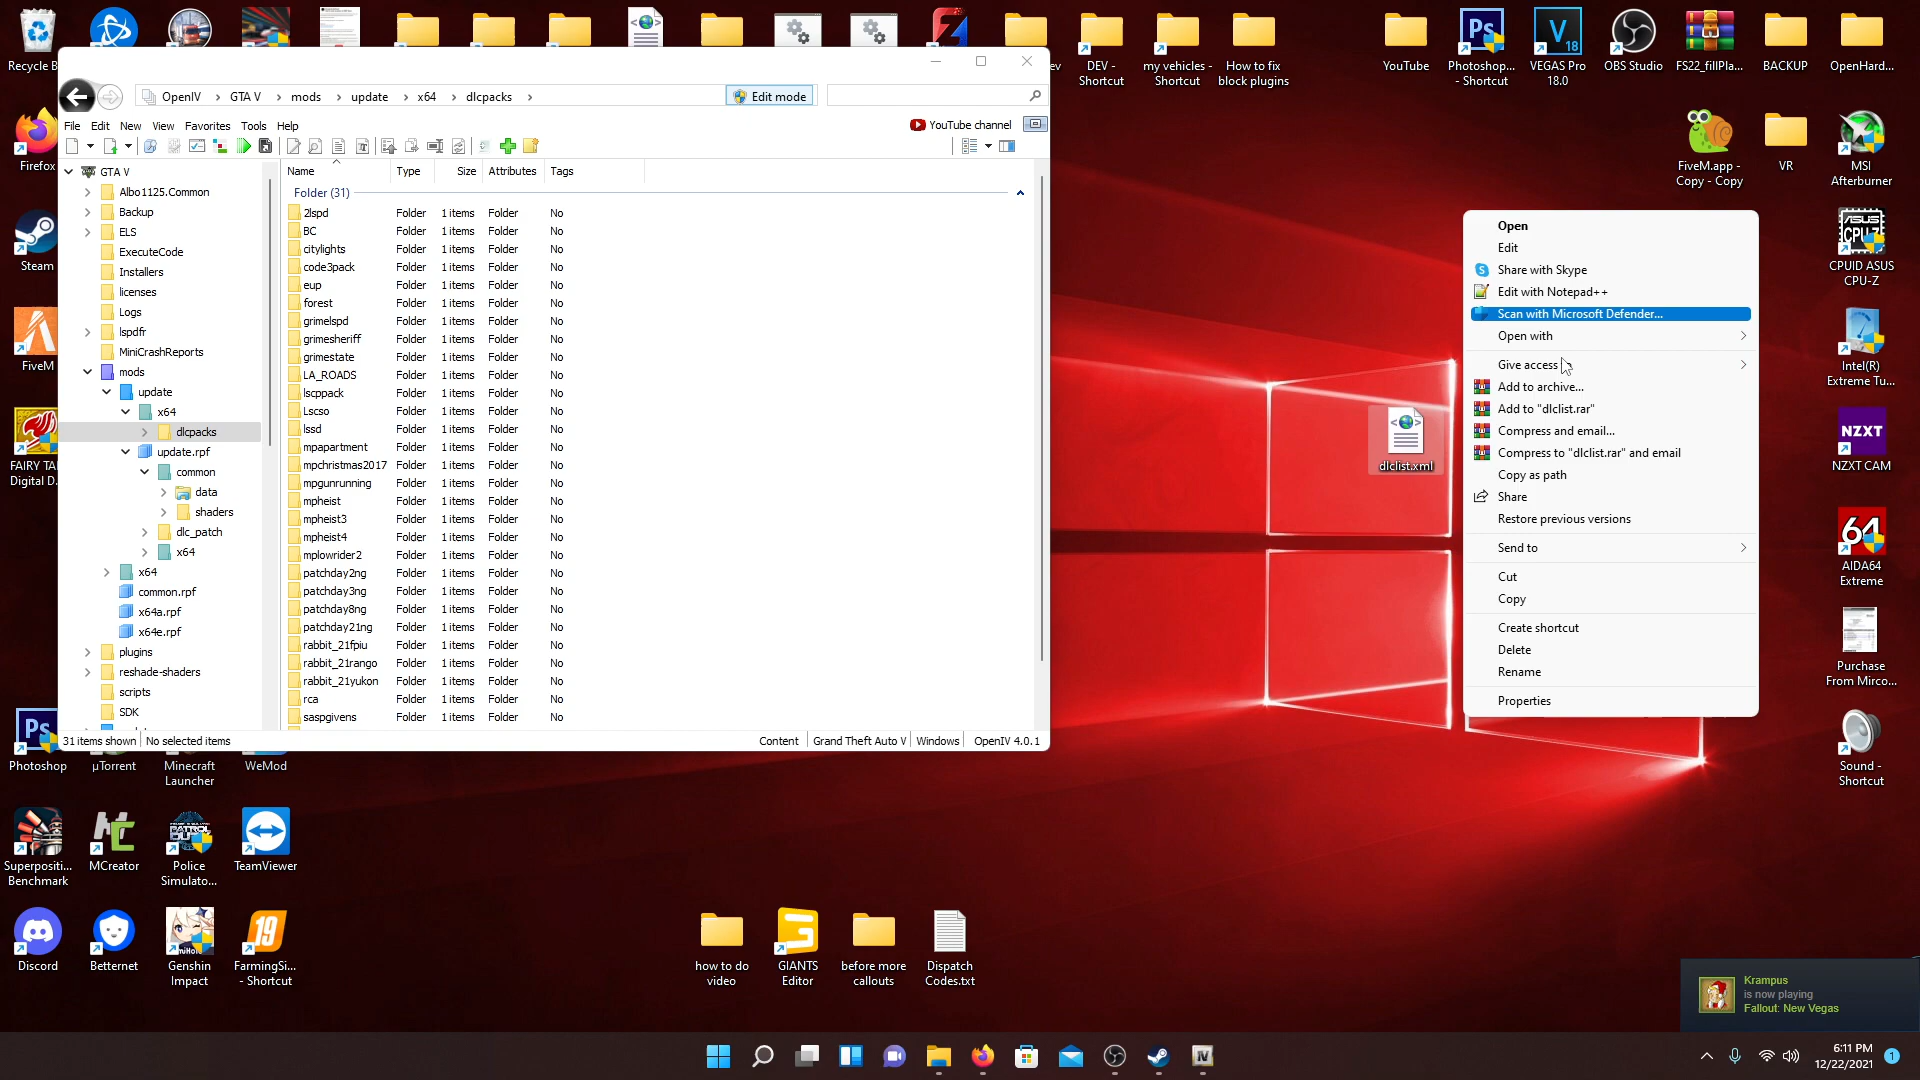 Recycle B
ev
DEV -
Shortcut
my vehicles -
Shortcut
How to fix
block plugins
YouTube
Photoshop...
- Shortcut
VEGAS Pro
18.0
OBS Studio
FS22_fillPla...
BACKUP
OpenHard...
OpenIV
GTA V
mods
update
x64
dlcpacks
Edit mode
File
Edit
New
View
Favorites
Tools
Help
YouTube channel
Firefox
Steam
FiveM
FAIRY TA
Digital D.
FiveM.app -
Copy - Copy
VR
MSI
Afterburner
CPUID ASUS
CPU-Z
Intel(R)
Extreme Tu...
NZXT
NZXT CAM
64
AIDA64
Extreme
Purchase
From Mirco...
Sound -
Shortcut
GTA V
Albo1125.Common
Backup
ELS
ExecuteCode
Installers
licenses
Logs
lspdfr
MiniCrashReports
mods
update
x64
dlcpacks
update.rpf
common
data
shaders
dlc_patch
x64
x64
common.rpf
x64a.rpf
x64e.rpf
plugins
reshade-shaders
scripts
SDK
Name Type Size Attributes Tags
Folder (31)
2lspd Folder 1 items Folder No
BC Folder 1 items Folder No
citylights Folder 1 items Folder No
code3pack Folder 1 items Folder No
eup Folder 1 items Folder No
forest Folder 1 items Folder No
grimelspd Folder 1 items Folder No
grimesheriff Folder 1 items Folder No
grimestate Folder 1 items Folder No
LA_ROADS Folder 1 items Folder No
lscppack Folder 1 items Folder No
Lscso Folder 1 items Folder No
lssd Folder 1 items Folder No
mpapartment Folder 1 items Folder No
mpchristmas2017 Folder 1 items Folder No
mpgunrunning Folder 1 items Folder No
mpheist Folder 1 items Folder No
mpheist3 Folder 1 items Folder No
mpheist4 Folder 1 items Folder No
mplowrider2 Folder 1 items Folder No
patchday2ng Folder 1 items Folder No
patchday3ng Folder 1 items Folder No
patchday8ng Folder 1 items Folder No
patchday21ng Folder 1 items Folder No
rabbit_21fpiu Folder 1 items Folder No
rabbit_21rango Folder 1 items Folder No
rabbit_21yukon Folder 1 items Folder No
rca Folder 1 items Folder No
saspgivens Folder 1 items Folder No
31 items shown
No selected items
Content
Grand Theft Auto V
Windows
OpenIV 4.0.1
dlclist.xml
Open
Edit
Share with Skype
Edit with Notepad++
Scan with Microsoft Defender...
Open with
Give access
Add to archive...
Add to "dlclist.rar"
Compress and email...
Compress to "dlclist.rar" and email
Copy as path
Share
Restore previous versions
Send to
Cut
Copy
Create shortcut
Delete
Rename
Properties
Photoshop
µTorrent
Minecraft
Launcher
WeMod
Superpositi...
Benchmark
MCreator
Police
Simulato...
TeamViewer
Discord
Betternet
Genshin
Impact
19
FarmingSi...
- Shortcut
how to do
video
GIANTS
Editor
before more
callouts
Dispatch
Codes.txt
Krampus
is now playing
Fallout: New Vegas
6:11 PM
12/22/2021
1